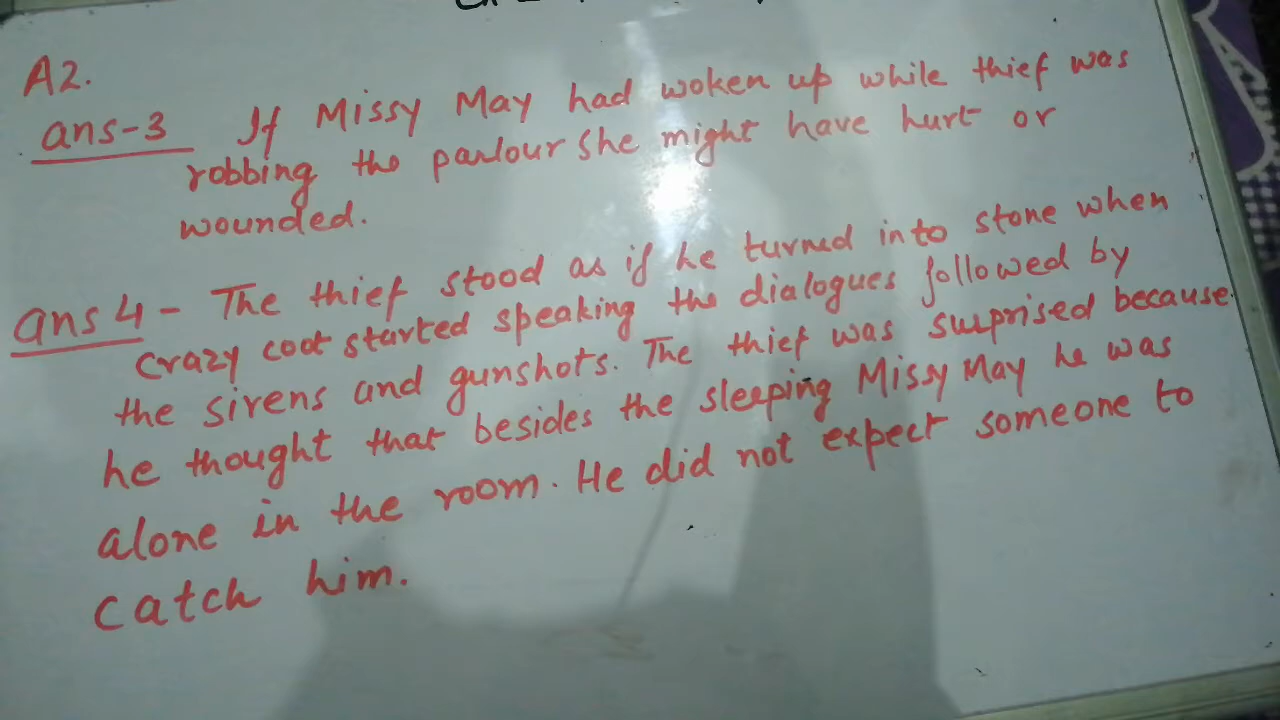 A2.
ans-3 If Missy May had woken up while thief was
robbing the parlour she might have hurt or
wounded.
ans 4 - The thief stood as if he turned into stone when
crazy coot started speaking the dialogues followed by
the sirens and gunshots. The thief was surprised because
he thought that besides the sleeping Missy May he was
alone in the room. He did not expect someone to
catch him.